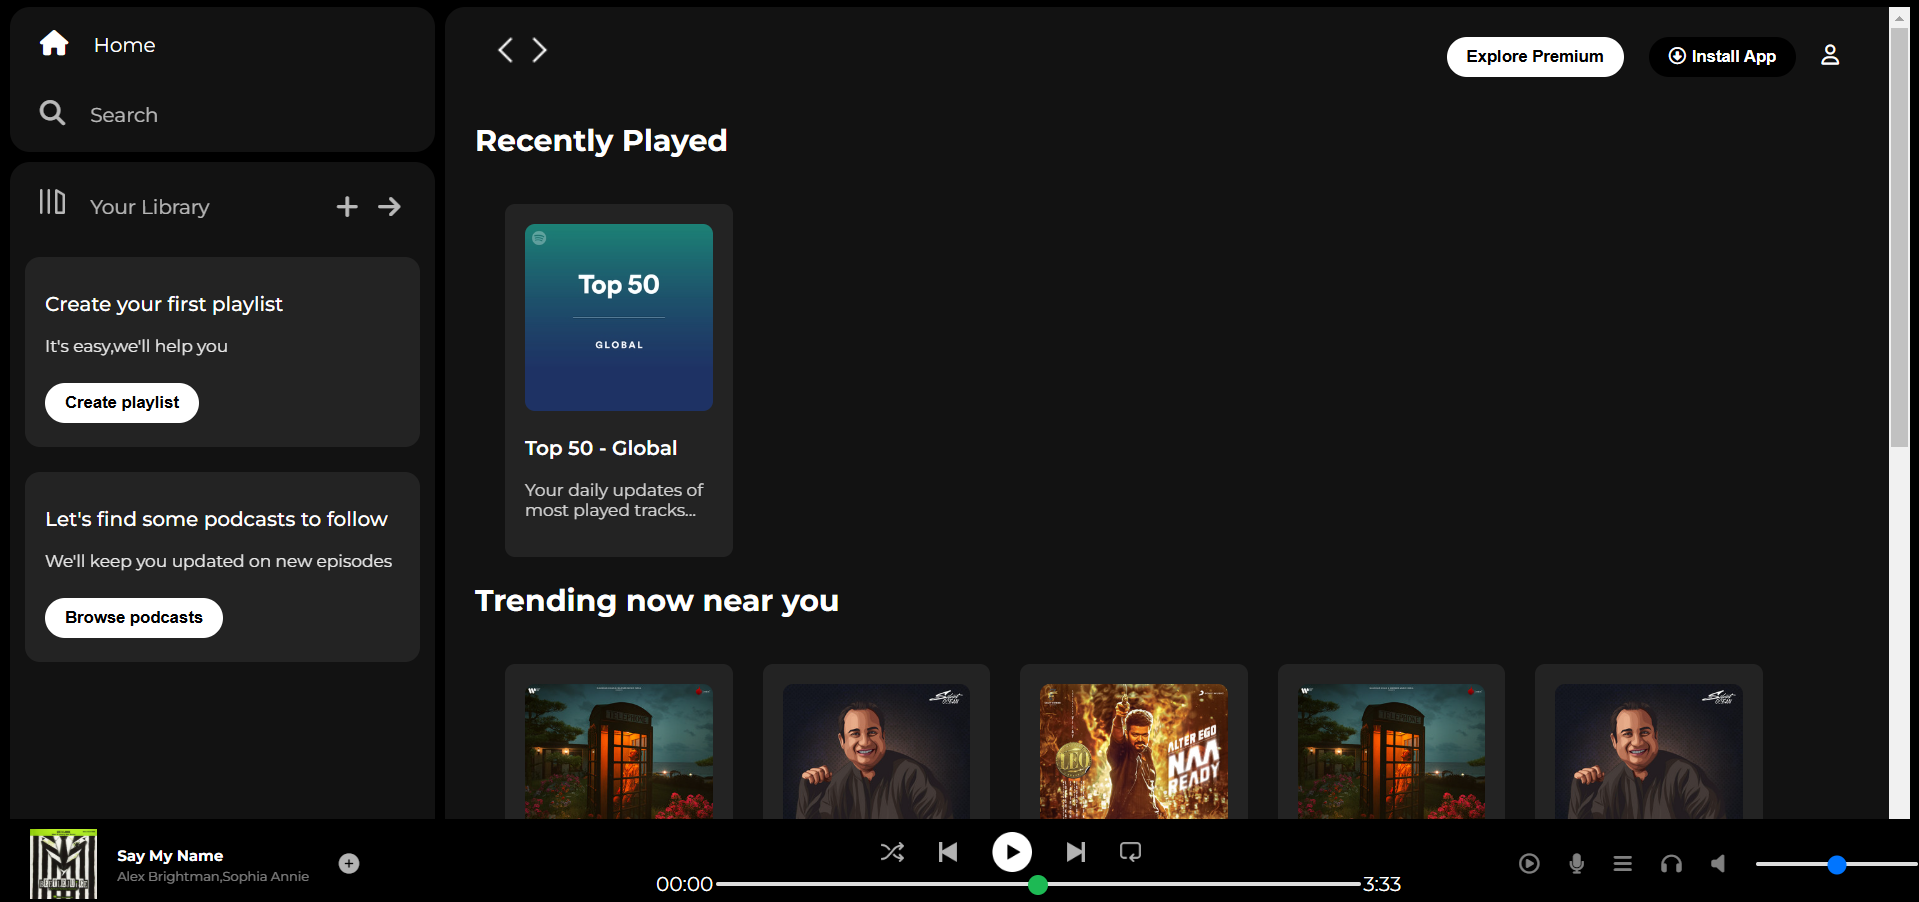 Home
Search
Your Library
Create your first playlist
It's easy,we'll help you
Create playlist
Let's find some podcasts to follow
We'll keep you updated on new episodes
Browse podcasts
Explore Premium
Install App
Recently Played
Top 50
GLOBAL
Top 50 - Global
Your daily updates of
most played tracks...
Trending now near you
LEO
ALTER EGO
NAA
READY
Say My Name
Alex Brightman,Sophia Annie
00:00
3:33